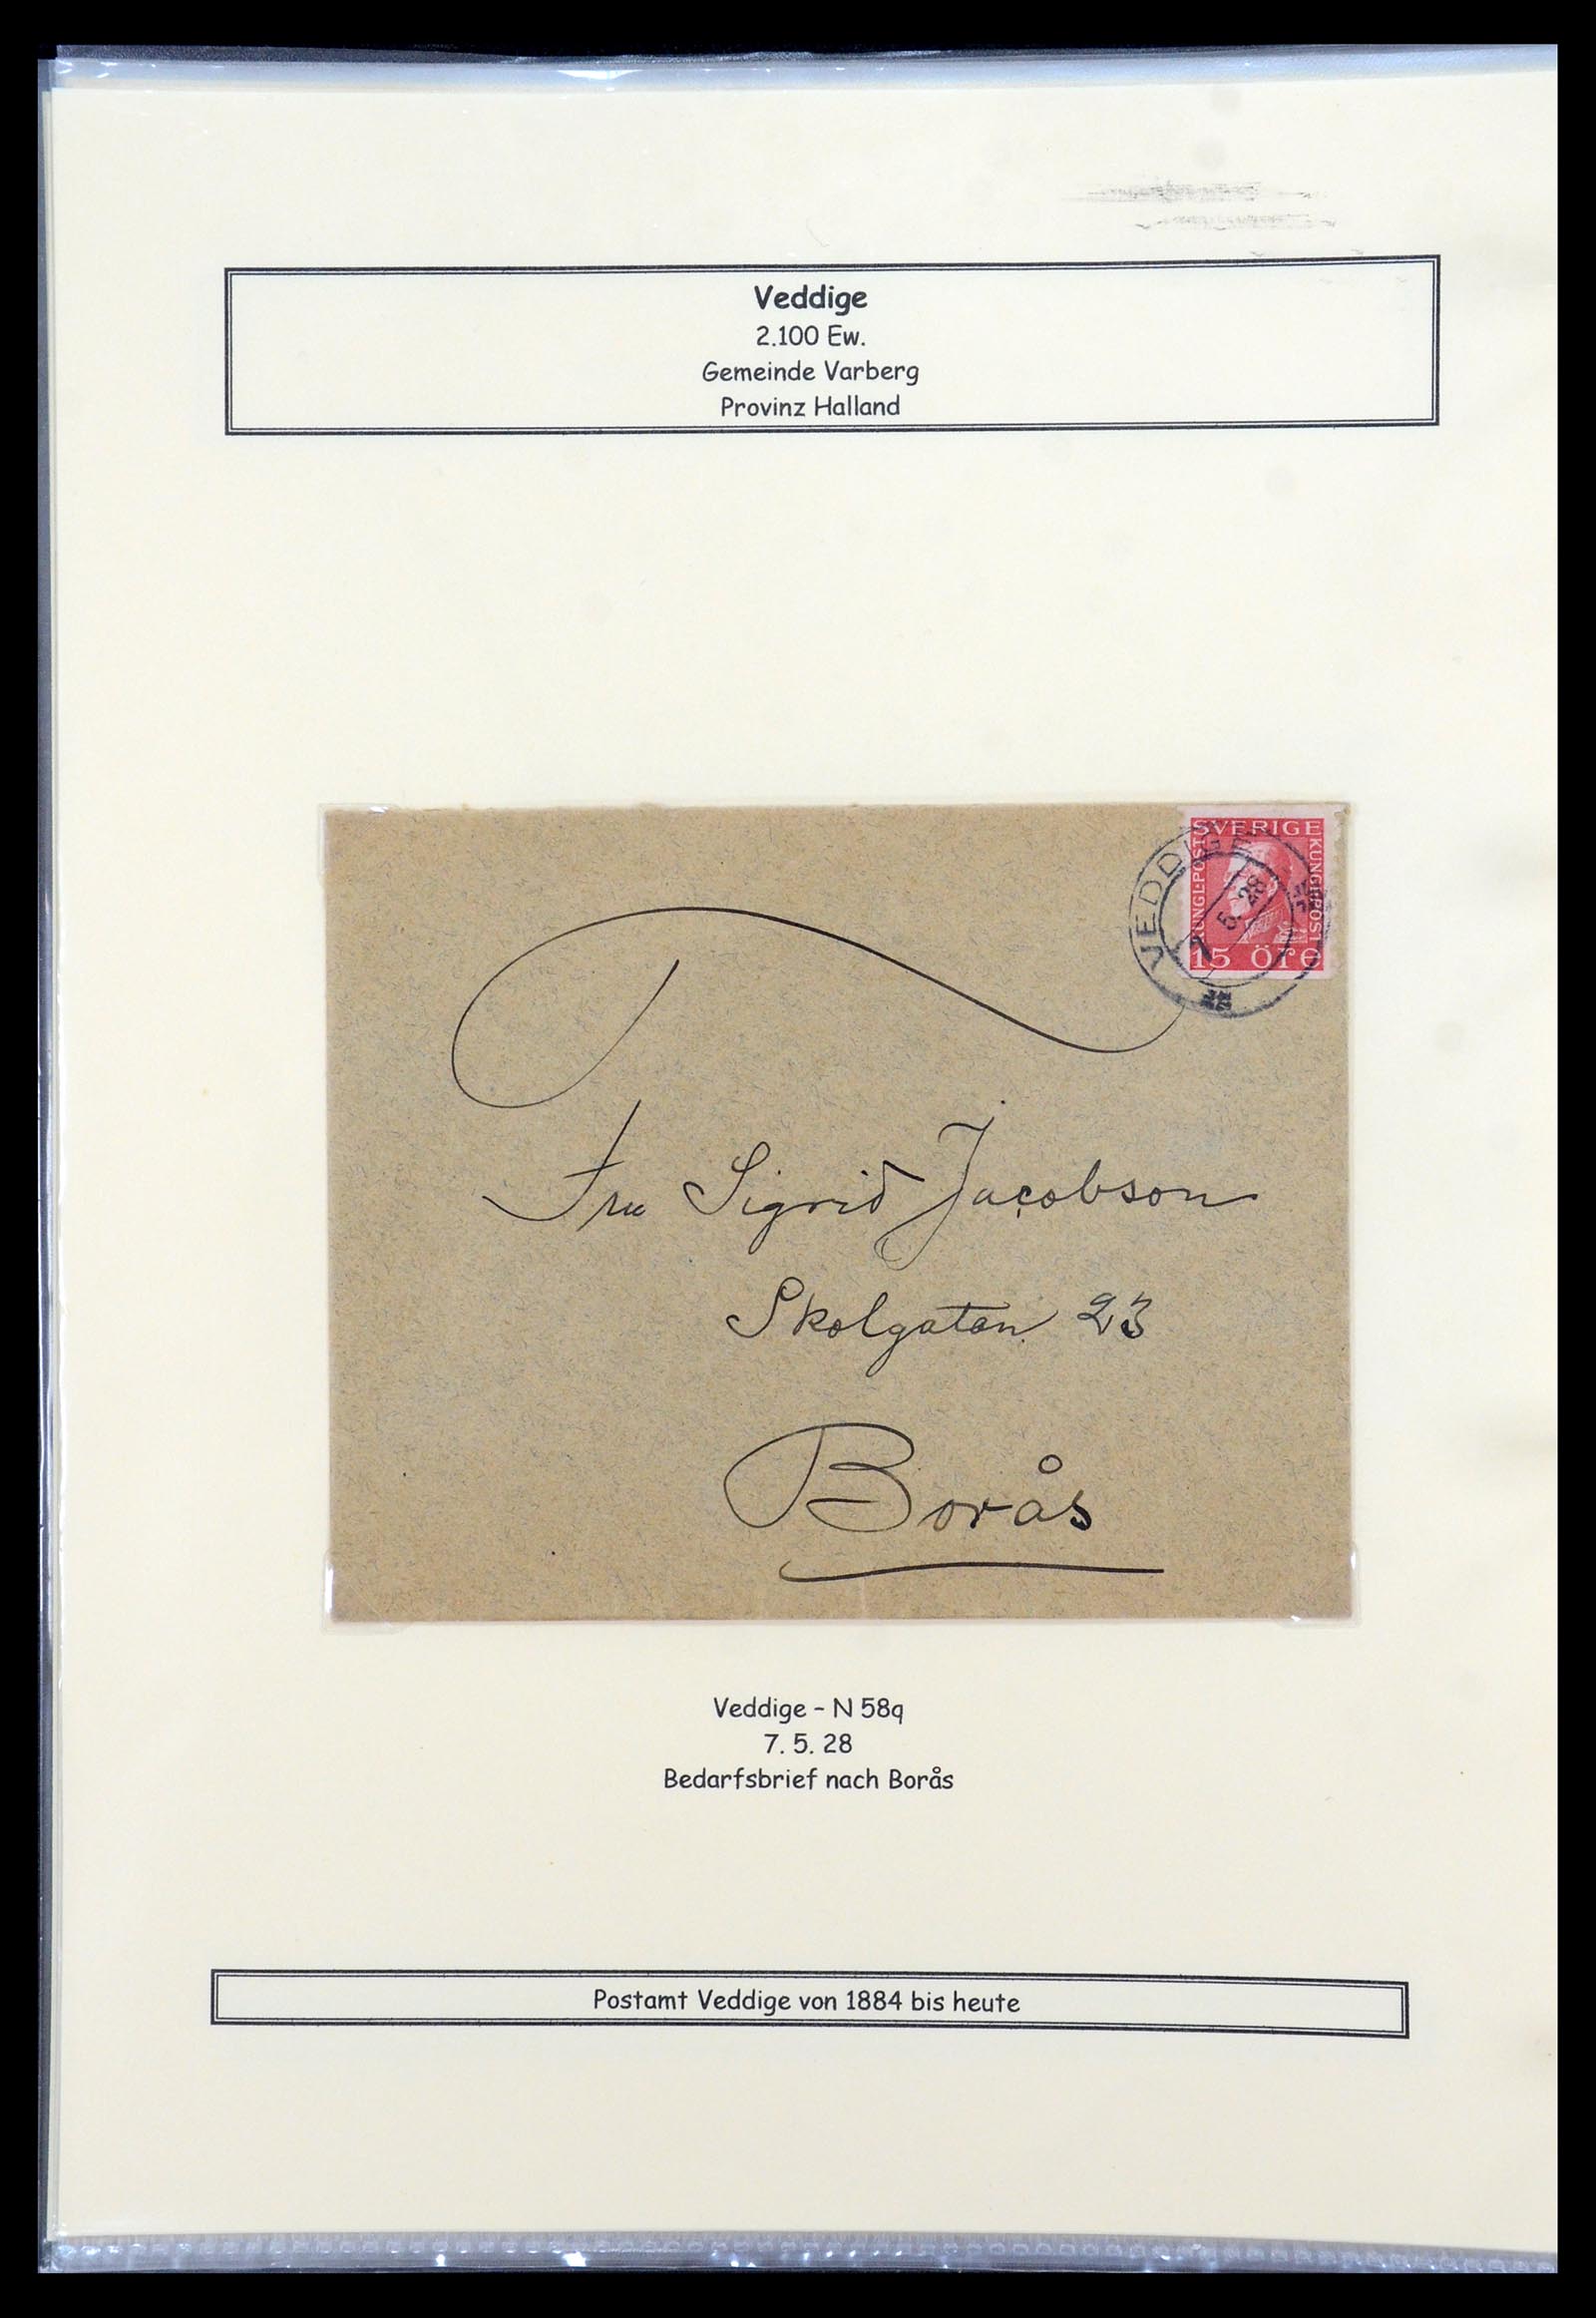 Veddige
2.100 Ew.
Gemeinde Varberg
Provinz Halland
SVERIGE
KUNGL·POST
KUNGL·POST
15 ÖRE
VEDDIGE
7 5. 28
Fru Sigrid Jacobson
Skolgatan 23
Borås
Veddige – N 58q
7. 5. 28
Bedarfsbrief nach Borås
Postamt Veddige von 1884 bis heute